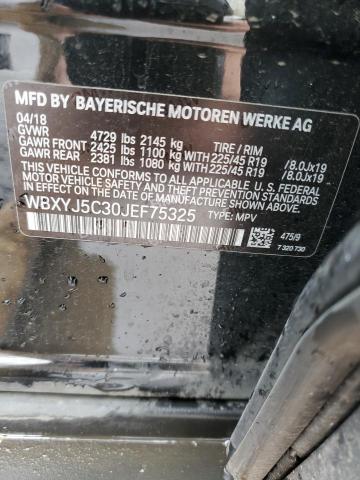 MFD BY BAYERISCHE MOTOREN WERKE AG
04/18
GVWR 4729 lbs 2145 kg TIRE / RIM
GAWR FRONT 2425 lbs 1100 kg WITH 225/45 R19 /8.0Jx19
GAWR REAR 2381 lbs 1080 kg WITH 225/45 R19 /8.0Jx19
THIS VEHICLE CONFORMS TO ALL APPLICABLE FEDERAL
MOTOR VEHICLE SAFETY, BUMPER, AND THEFT PREVENTION
STANDARDS IN EFFECT ON THE DATE OF MANUFACTURE SHOWN ABOVE.
WBXYJ5C30JEF75325 TYPE: MPV
475/9
7 320 730